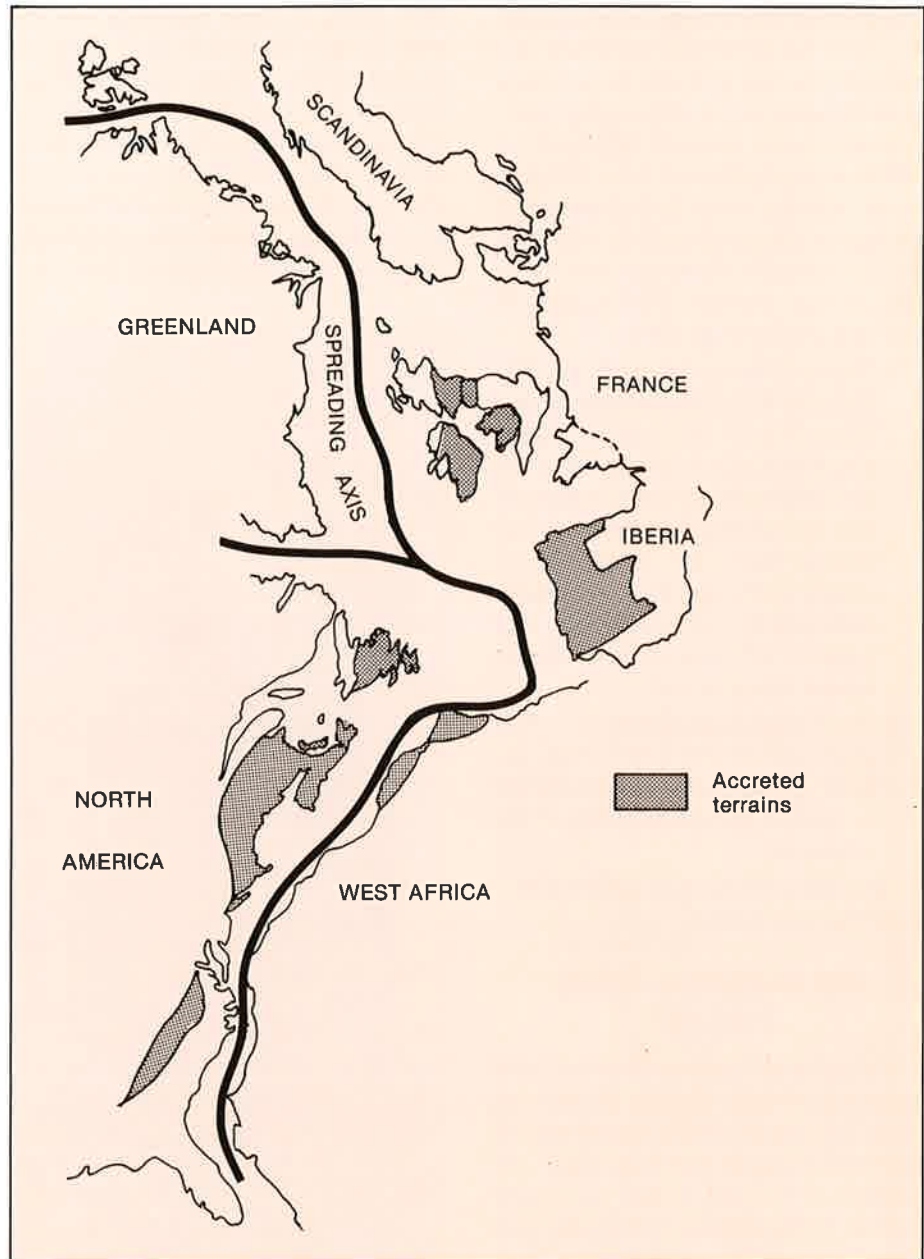 SCANDINAVIA
GREENLAND
SPREADING AXIS
FRANCE
IBERIA
NORTH
AMERICA
Accreted
terrains
WEST AFRICA